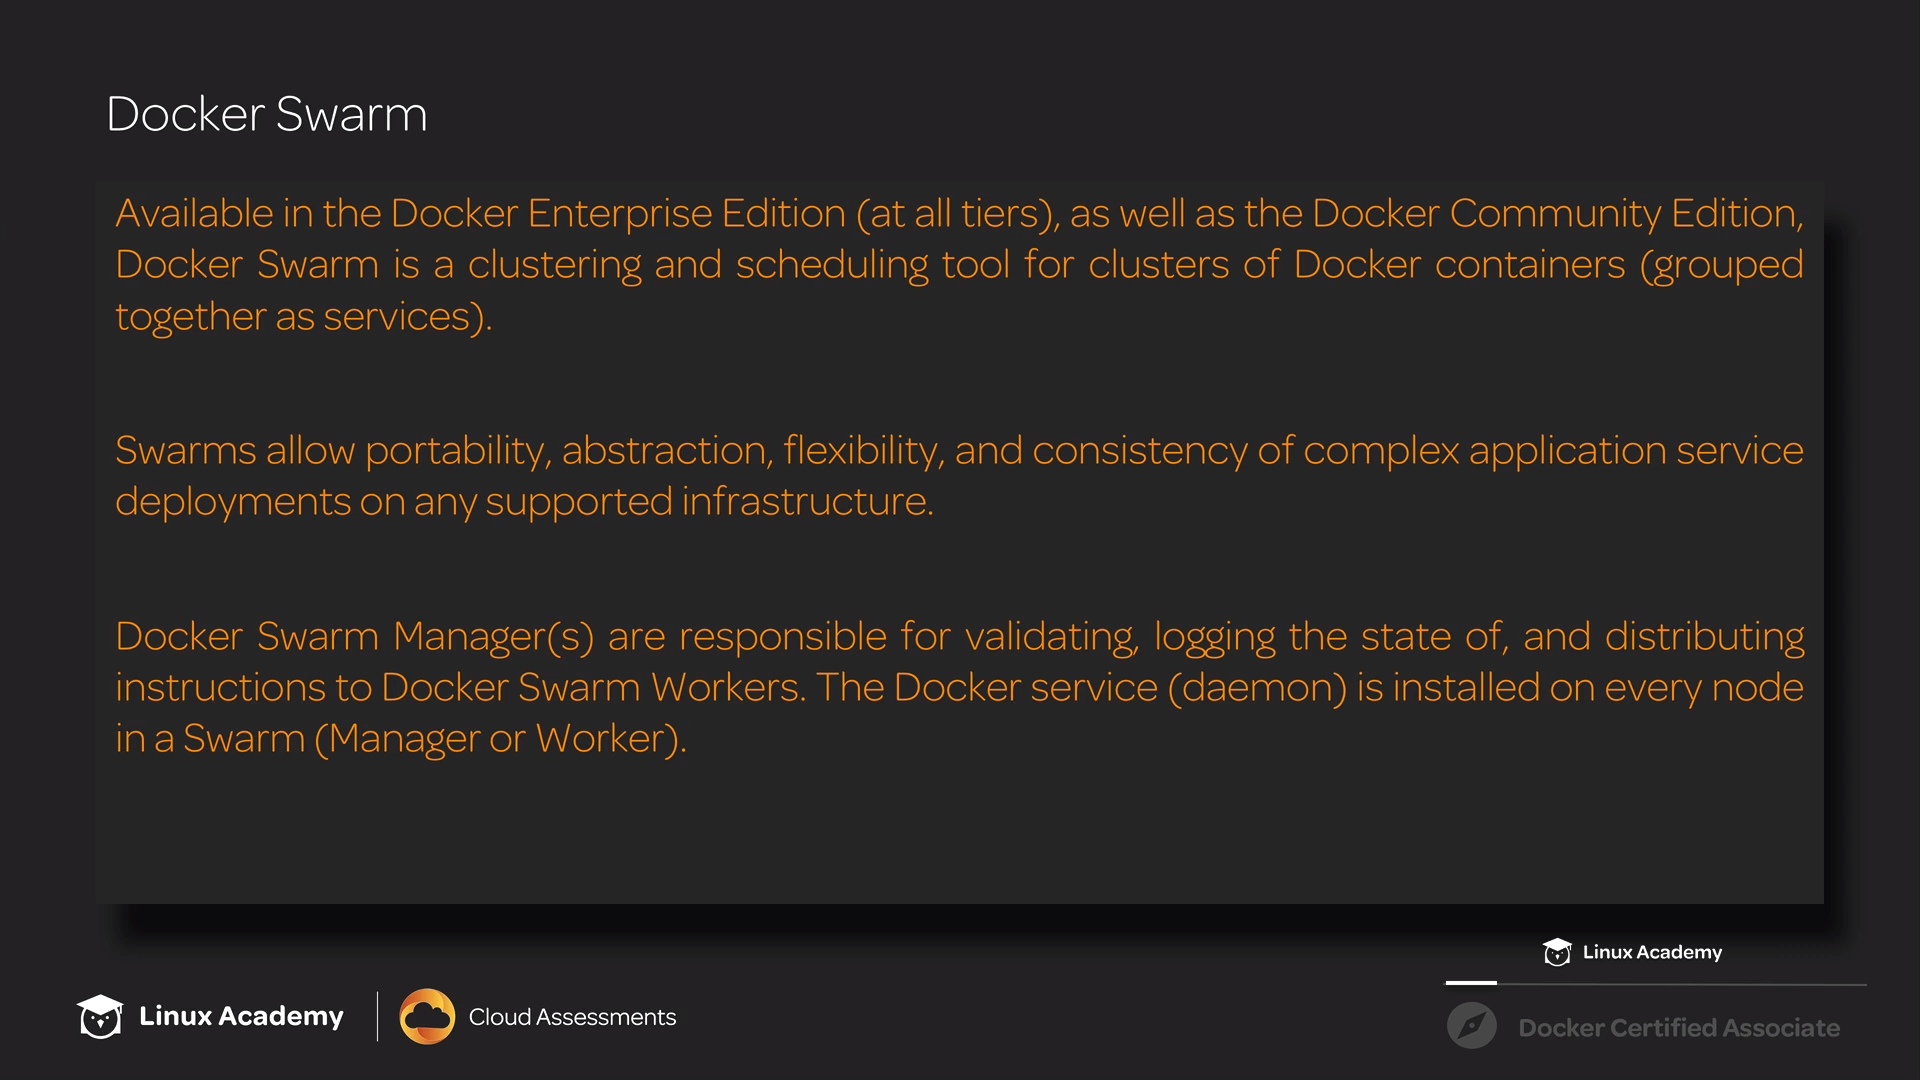 Docker Swarm
Available in the Docker Enterprise Edition (at all tiers), as well as the Docker Community Edition,
Docker Swarm is a clustering and scheduling tool for clusters of Docker containers (grouped
together as services).
Swarms allow portability, abstraction, flexibility, and consistency of complex application service
deployments on any supported infrastructure.
Docker Swarm Manager(s) are responsible for validating, logging the state of, and distributing
instructions to Docker Swarm Workers. The Docker service (daemon) is installed on every node
in a Swarm (Manager or Worker).
Linux Academy
Linux Academy
Cloud Assessments
Docker Certified Associate